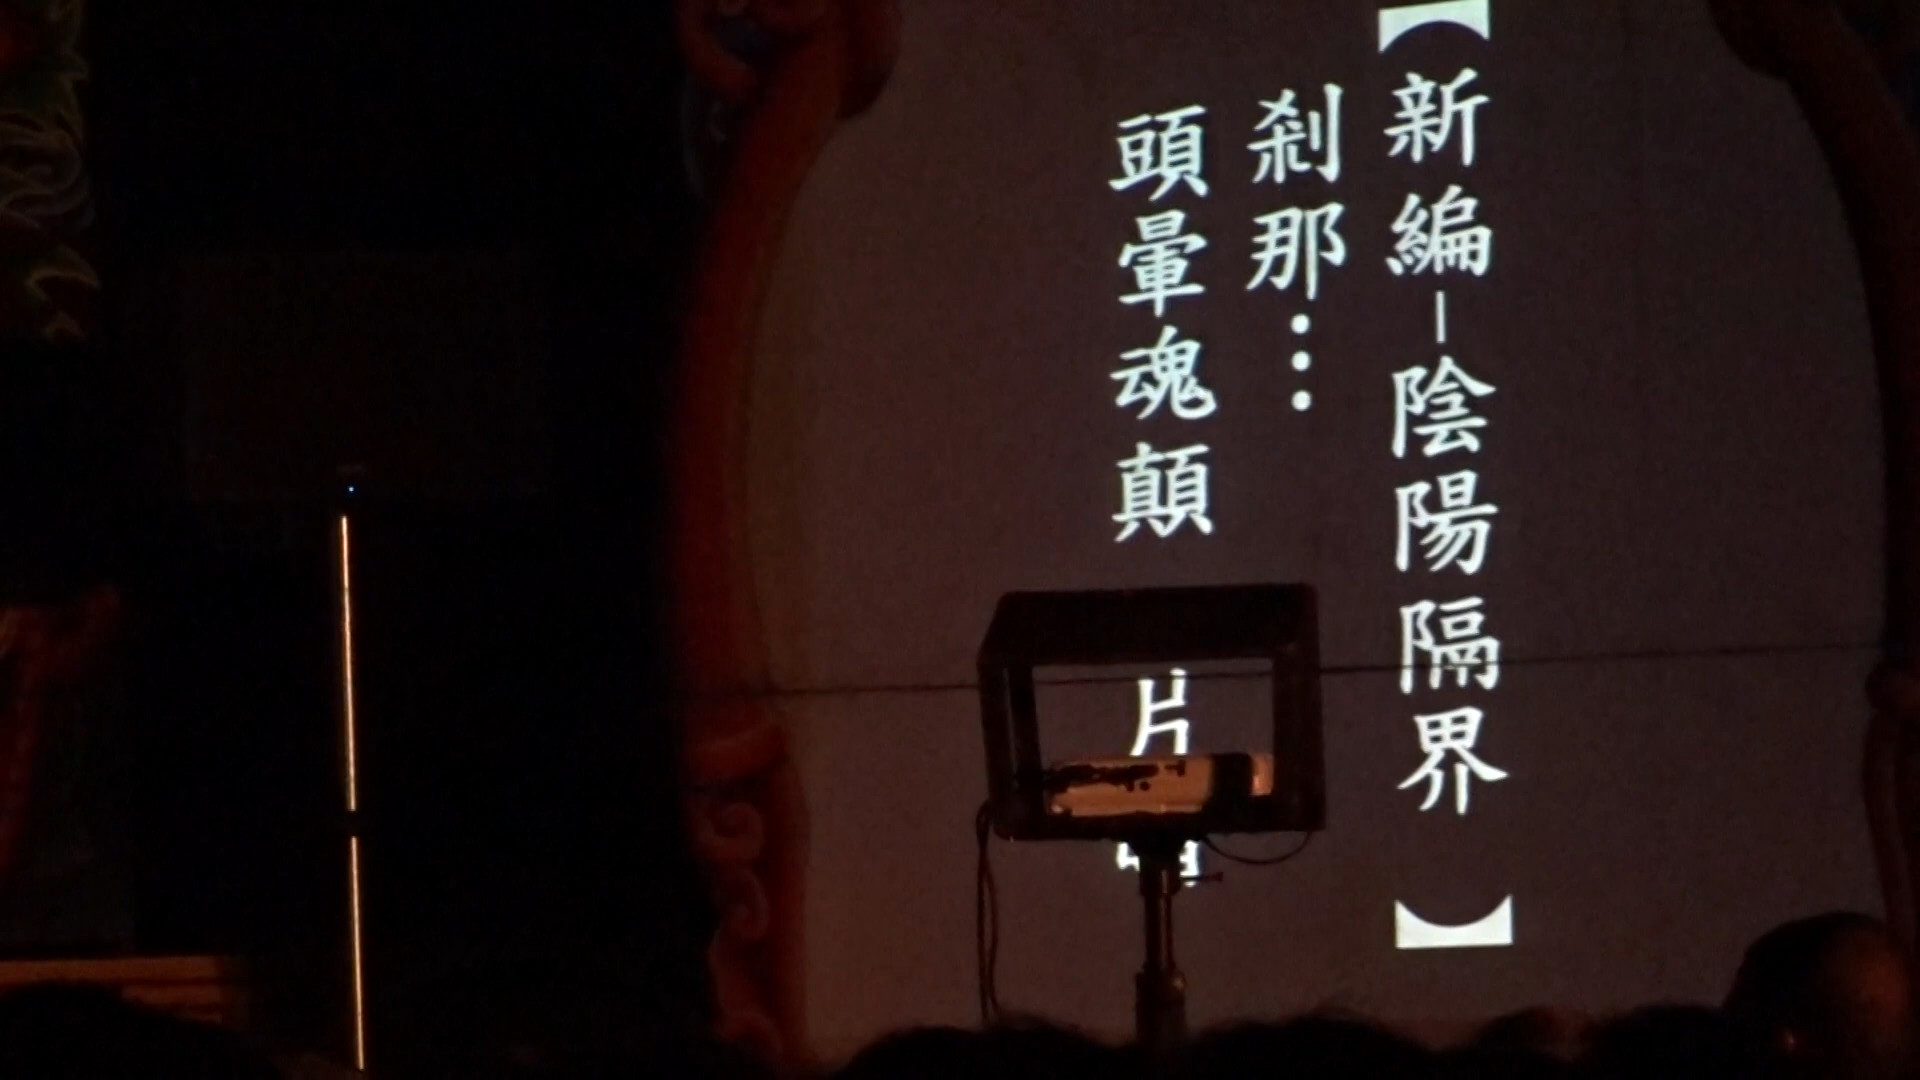 【新編–陰陽隔界】
剎那…
頭暈魂顛 片